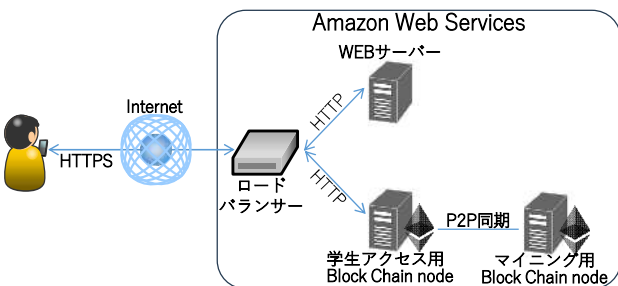 Amazon Web Services
WEBサーバー
Internet
HTTP
HTTPS
ロード
バランサー
HTTP
P2P同期
学生アクセス用
Block Chain node
マイニング用
Block Chain node